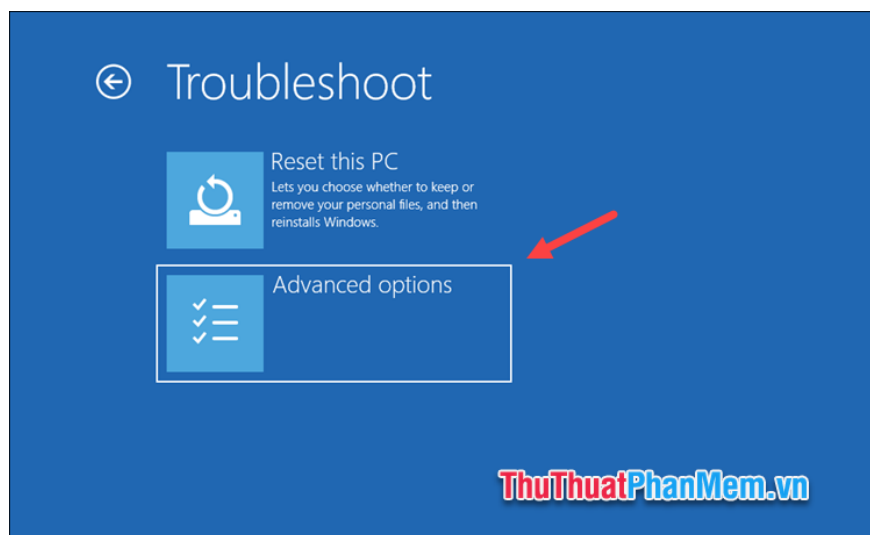 Troubleshoot
Reset this PC
Lets you choose whether to keep or
remove your personal files, and then
reinstalls Windows.
Advanced options
ThuThuatPhanMem.vn